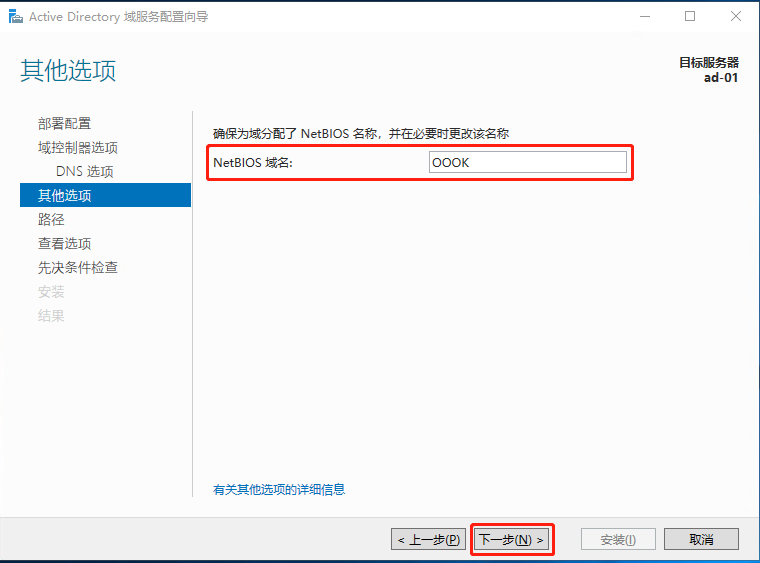 Active Directory 域服务配置向导
其他选项
目标服务器
ad-01
部署配置
域控制器选项
DNS 选项
其他选项
路径
查看选项
先决条件检查
安装
结果
确保为域分配了 NetBIOS 名称，并在必要时更改该名称
NetBIOS 域名: OOOK
有关其他选项的详细信息
< 上一步(P) 下一步(N) > 安装(I) 取消